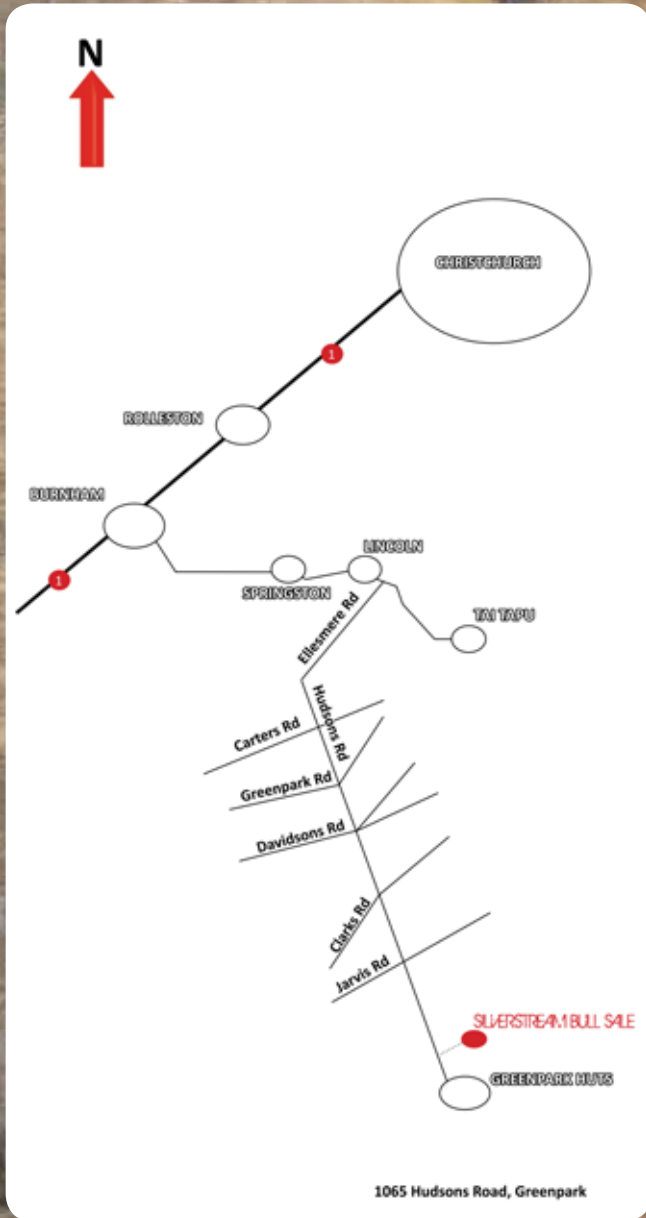 N
CHRISTCHURCH
1
ROLLESTON
BURNHAM
1
LINCOLN
SPRINGSTON
TAI TAPU
Ellesmere Rd
Hudsons Rd
Carters Rd
Greenpark Rd
Davidsons Rd
Clarks Rd
Jarvis Rd
SILVERSTREAM BULL SALE
GREENPARK HUTS
1065 Hudsons Road, Greenpark